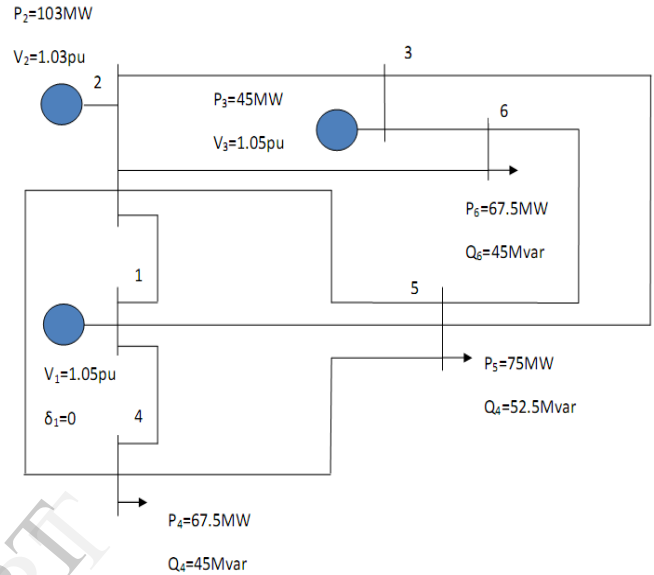 P₂=103MW
V₂=1.03pu
2
3
P₃=45MW
V₃=1.05pu
6
P₆=67.5MW
Q₆=45Mvar
1
5
V₁=1.05pu
δ₁=0
4
P₅=75MW
Q₄=52.5Mvar
P₄=67.5MW
Q₄=45Mvar